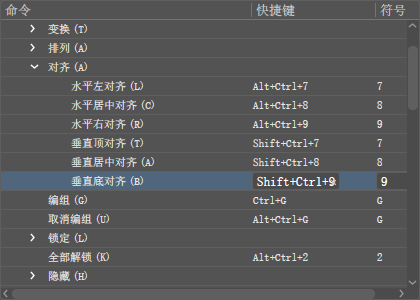 命令 快捷键 符号
变换 (T)
排列 (A)
对齐 (A)
水平左对齐 (L) Alt+Ctrl+7 7
水平居中对齐 (C) Alt+Ctrl+8 8
水平右对齐 (R) Alt+Ctrl+9 9
垂直顶对齐 (T) Shift+Ctrl+7 7
垂直居中对齐 (A) Shift+Ctrl+8 8
垂直底对齐 (B) Shift+Ctrl+9 9
编组 (G) Ctrl+G G
取消编组 (U) Alt+Ctrl+G G
锁定 (L)
全部解锁 (K) Alt+Ctrl+2 2
隐藏 (H)